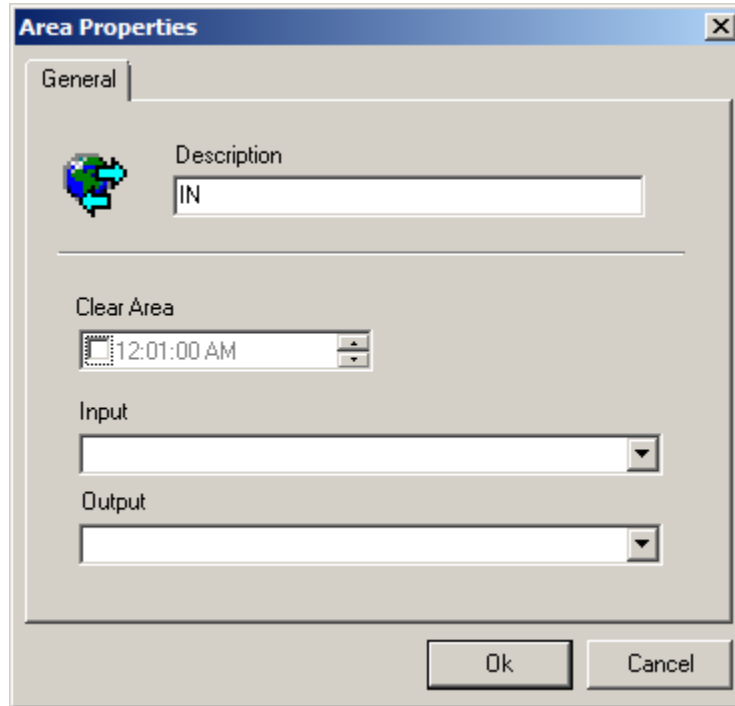 Area Properties
General
Description
IN
Clear Area
12:01:00 AM
Input
Output
Ok
Cancel